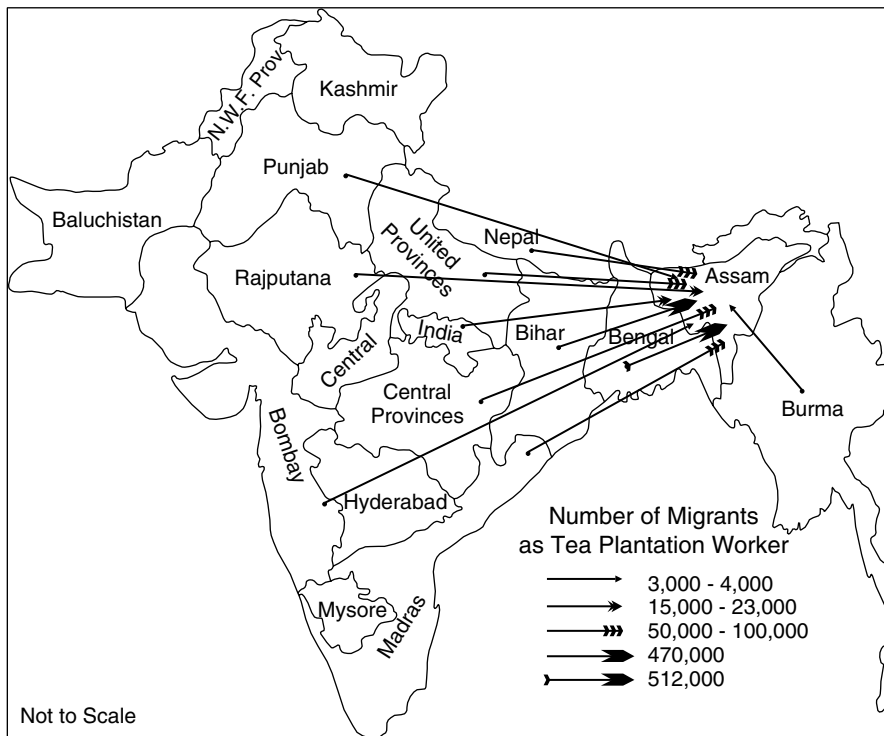 N.W.F. Prov
Kashmir
Punjab
Baluchistan
Nepal
United
Provinces
Assam
Rajputana
India
Bihar
Bengal
Central
Central
Provinces
Burma
Bombay
Hyderabad
Mysore
Madras
Number of Migrants
as Tea Plantation Worker
3,000 - 4,000
15,000 - 23,000
50,000 - 100,000
470,000
512,000
Not to Scale